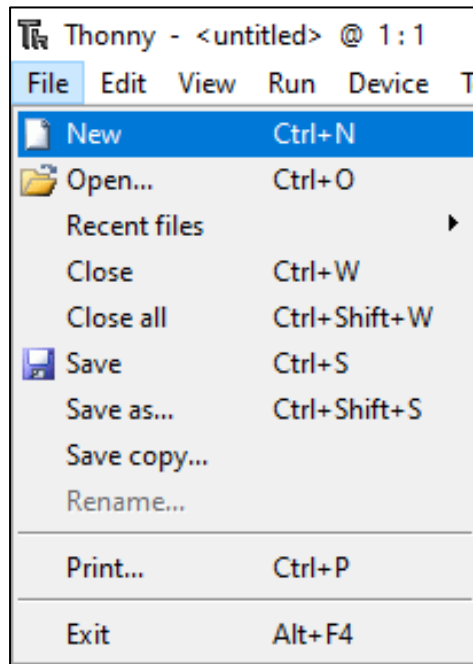 Thonny - <untitled> @ 1:1
File Edit View Run Device T
New Ctrl+N
Open... Ctrl+O
Recent files
Close Ctrl+W
Close all Ctrl+Shift+W
Save Ctrl+S
Save as... Ctrl+Shift+S
Save copy...
Rename...
Print... Ctrl+P
Exit Alt+F4